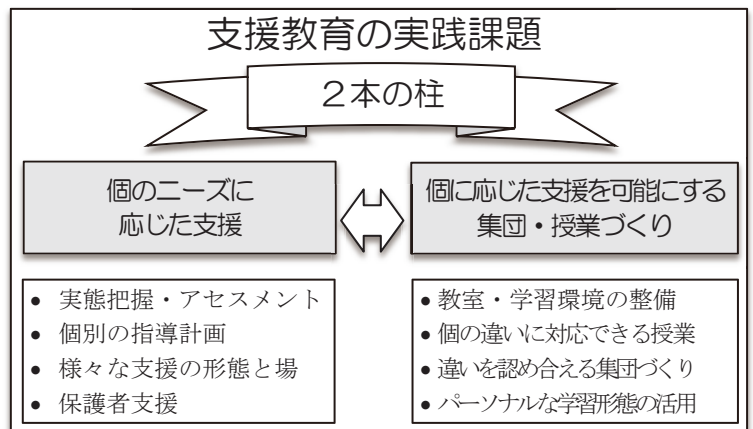 支援教育の実践課題
2本の柱
個のニーズに
応じた支援
個に応じた支援を可能にする
集団・授業づくり
• 実態把握・アセスメント
• 個別の指導計画
• 様々な支援の形態と場
• 保護者支援
• 教室・学習環境の整備
• 個の違いに対応できる授業
• 違いを認め合える集団づくり
• パーソナルな学習形態の活用